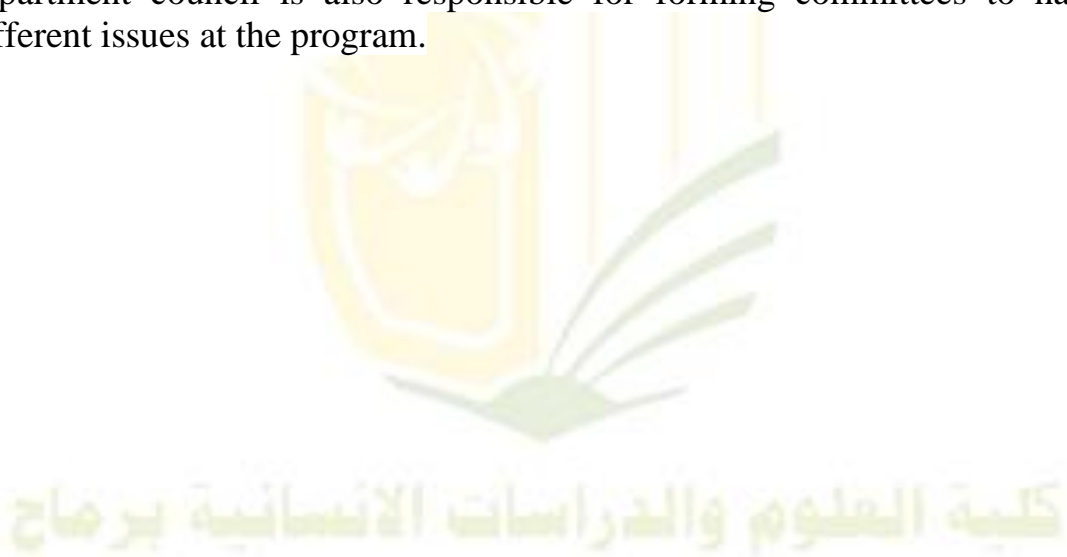 partment council is also responsible for forming committees to ha
fferent issues at the program.
كلية العلوم والدراسات الانسانية برماح